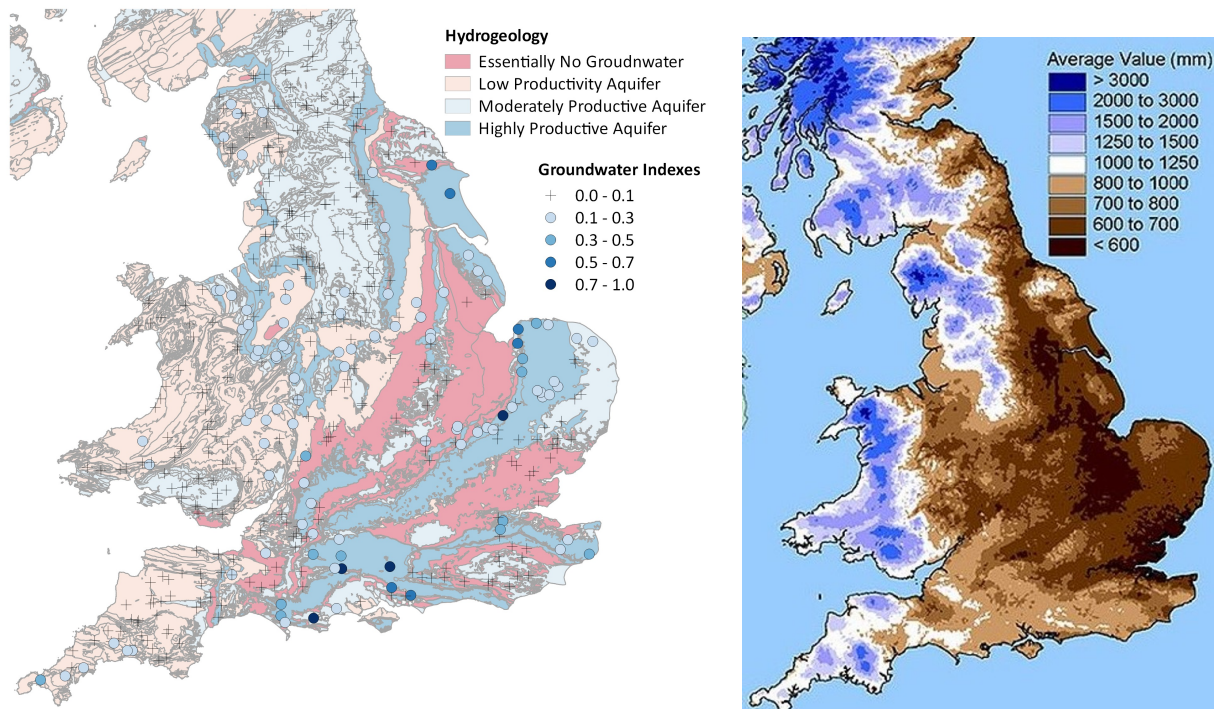 Hydrogeology
Essentially No Groudnwater
Low Productivity Aquifer
Moderately Productive Aquifer
Highly Productive Aquifer
Groundwater Indexes
0.0 - 0.1
0.1 - 0.3
0.3 - 0.5
0.5 - 0.7
0.7 - 1.0
Average Value (mm)
> 3000
2000 to 3000
1500 to 2000
1250 to 1500
1000 to 1250
800 to 1000
700 to 800
600 to 700
< 600